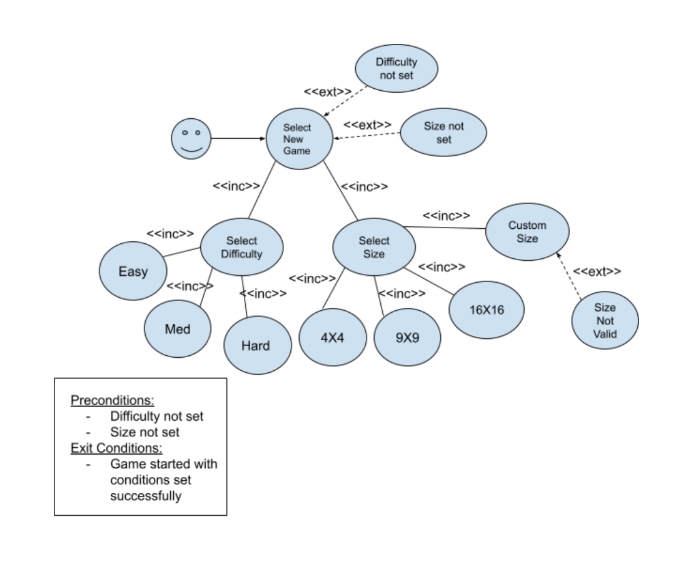 Difficulty
not set
<<ext>>
Select
New
Game
<<ext>>
Size not
set
<<inc>>
<<inc>>
<<inc>>
Custom
Size
<<inc>>
Select
Difficulty
Select
Size
Easy
<<inc>>
<<inc>>
<<inc>>
<<inc>>
<<inc>>
<<ext>>
Med
Hard
4X4
9X9
16X16
Size
Not
Valid
Preconditions:
- Difficulty not set
- Size not set
Exit Conditions:
- Game started with
conditions set
successfully